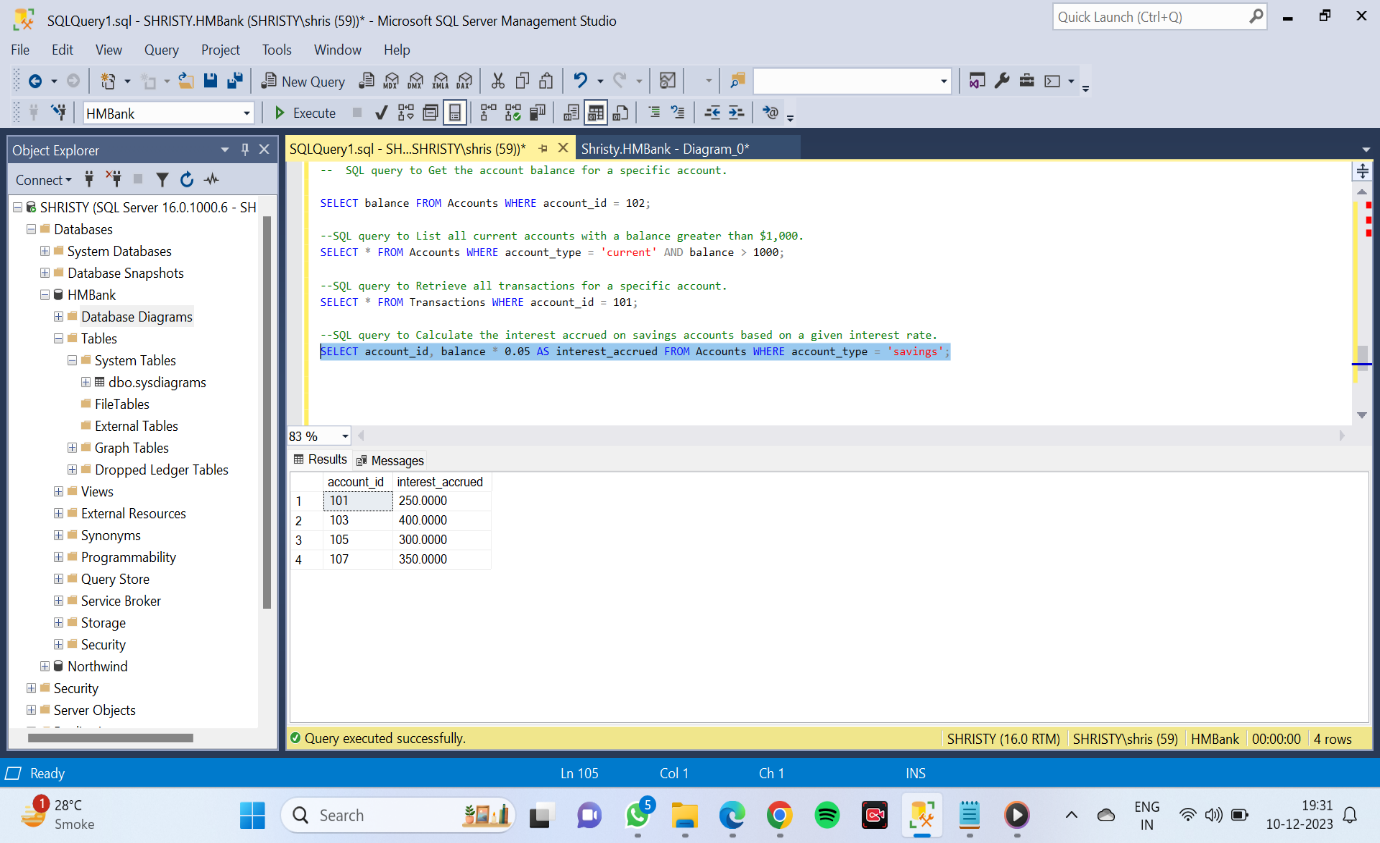 SQLQuery1.sql - SHRISTY.HMBank (SHRISTY\shris (59))* - Microsoft SQL Server Management Studio
Quick Launch (Ctrl+Q)
File Edit View Query Project Tools Window Help
New Query MDX DMX XMLA DAX
HMBank Execute
Object Explorer
Connect
SHRISTY (SQL Server 16.0.1000.6 - SH
Databases
System Databases
Database Snapshots
HMBank
Database Diagrams
Tables
System Tables
dbo.sysdiagrams
FileTables
External Tables
Graph Tables
Dropped Ledger Tables
Views
External Resources
Synonyms
Programmability
Query Store
Service Broker
Storage
Security
Northwind
Security
Server Objects
SQLQuery1.sql - SH...SHRISTY\shris (59))* Shristy.HMBank - Diagram_0*
-- SQL query to Get the account balance for a specific account.
SELECT balance FROM Accounts WHERE account_id = 102;
--SQL query to List all current accounts with a balance greater than $1,000.
SELECT * FROM Accounts WHERE account_type = 'current' AND balance > 1000;
--SQL query to Retrieve all transactions for a specific account.
SELECT * FROM Transactions WHERE account_id = 101;
--SQL query to Calculate the interest accrued on savings accounts based on a given interest rate.
SELECT account_id, balance * 0.05 AS interest_accrued FROM Accounts WHERE account_type = 'savings';
83 %
Results Messages
account_id interest_accrued
1 101 250.0000
2 103 400.0000
3 105 300.0000
4 107 350.0000
Query executed successfully. SHRISTY (16.0 RTM) SHRISTY\shris (59) HMBank 00:00:00 4 rows
Ready Ln 105 Col 1 Ch 1 INS
1 28°C
Smoke
Search
5
ENG
IN
19:31
10-12-2023